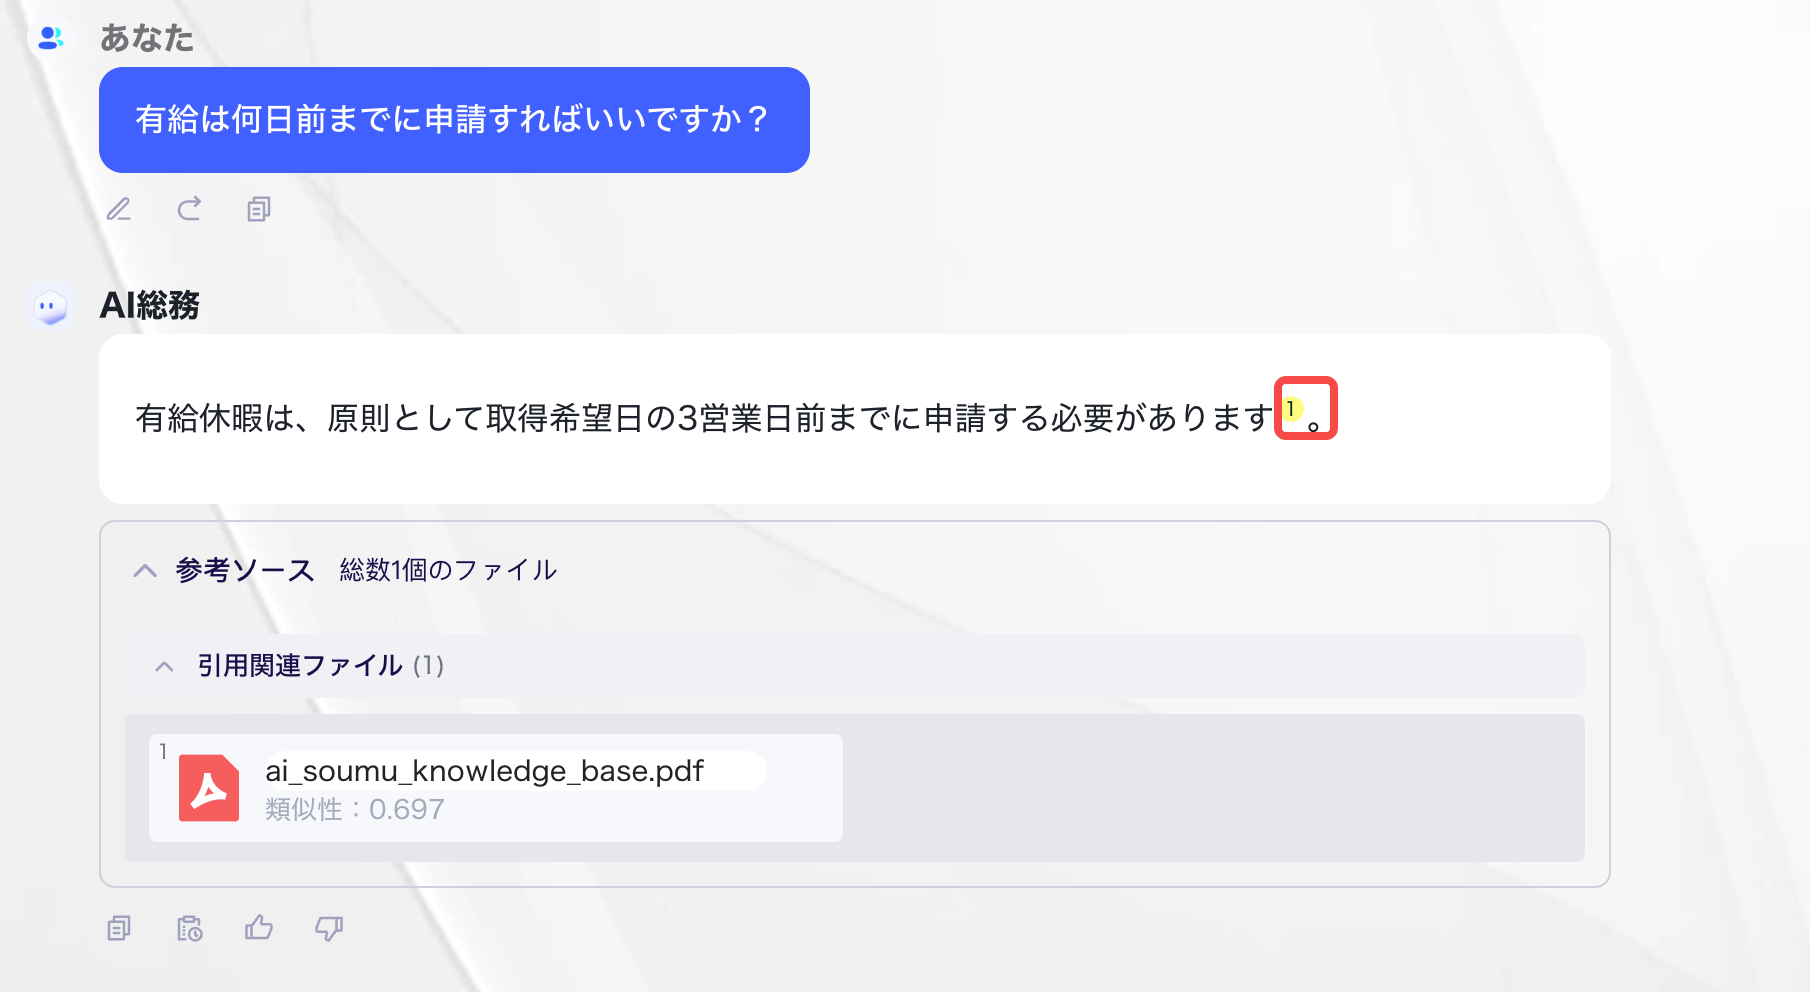 あなた
有給は何日前までに申請すればいいですか？
AI総務
有給休暇は、原則として取得希望日の3営業日前までに申請する必要があります1。
参考ソース 総数1個のファイル
引用関連ファイル (1)
1
ai_soumu_knowledge_base.pdf
類似性：0.697